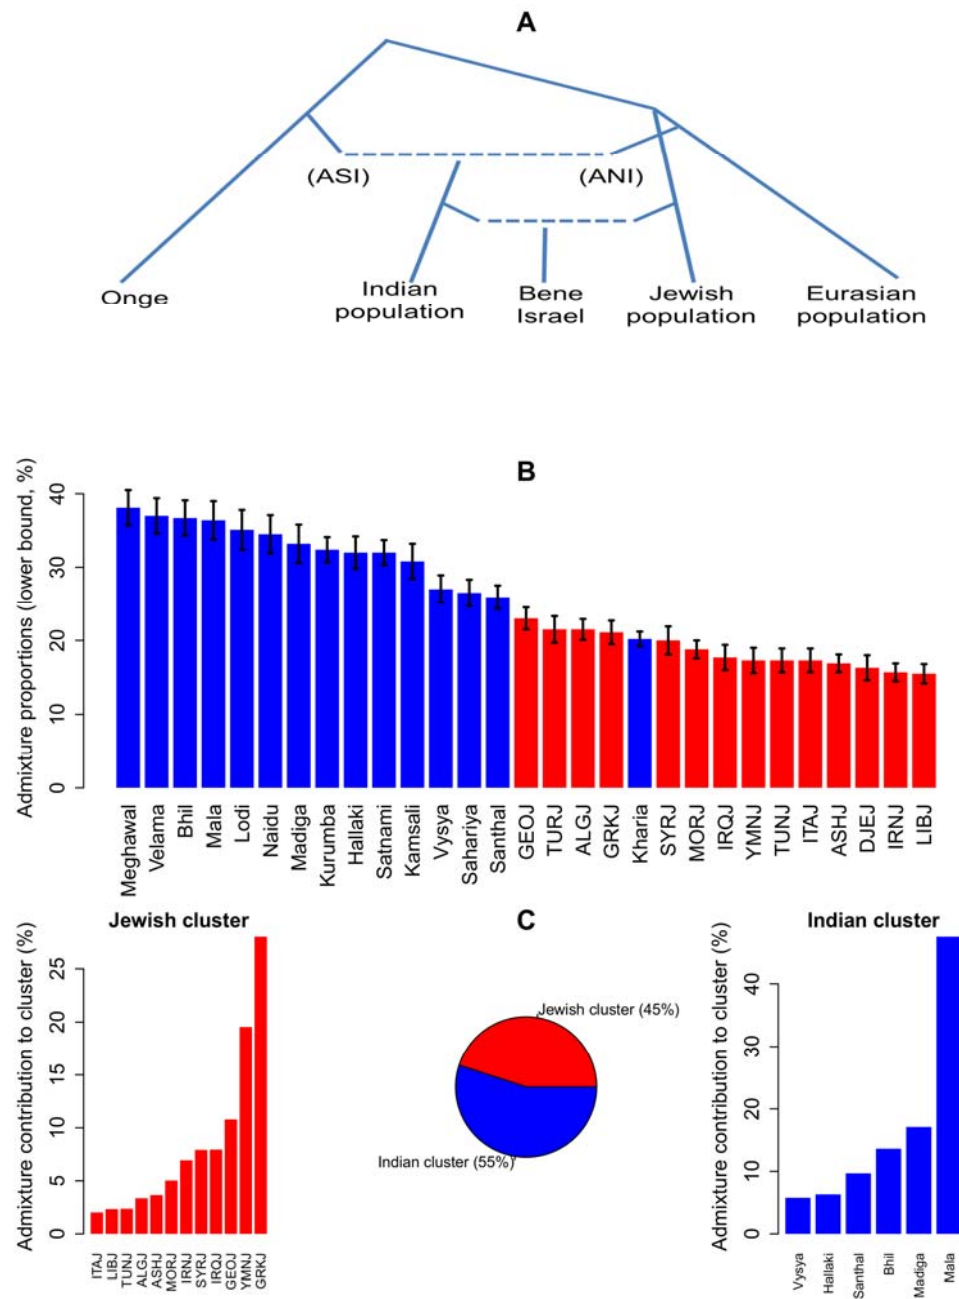 A
(ASI)
(ANI)
Onge
Indian
population
Bene
Israel
Jewish
population
Eurasian
population
B
Admixture proportions (lower bound, %)
40
30
20
10
0
Meghawal
Velama
Bhil
Mala
Lodi
Naidu
Madiga
Kurumba
Hallaki
Satnami
Kamsali
Vysya
Sahariya
Santhal
GEOJ
TURJ
ALGJ
GRKJ
Kharia
SYRJ
MORJ
IRQJ
YMNJ
TUNJ
ITAJ
ASHJ
DJEJ
IRNJ
LIBJ
Jewish cluster
Admixture contribution to cluster (%)
25
20
15
10
5
0
ITAJ
LIBJ
TUNJ
ALGJ
ASHJ
MORJ
IRNJ
SYRJ
IRQJ
GEOJ
YMNJ
GRKJ
C
Jewish cluster (45%)
Indian cluster (55%)
Indian cluster
Admixture contribution to cluster (%)
40
30
20
10
0
Vysya
Hallaki
Santhal
Bhil
Madiga
Mala